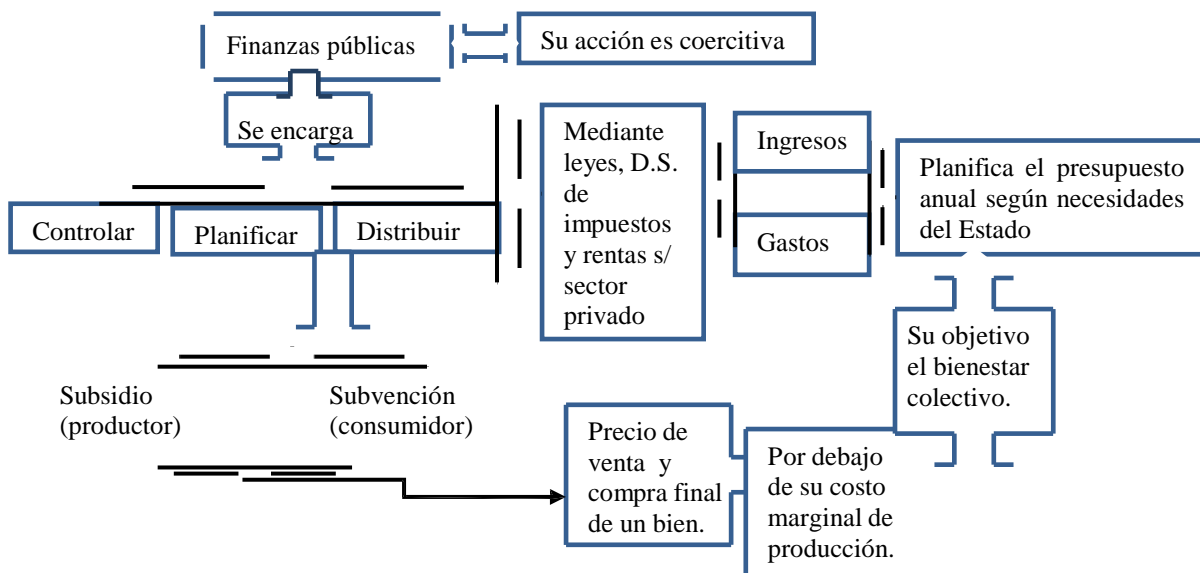 Finanzas públicas
Su acción es coercitiva
Se encarga
Controlar
Planificar
Distribuir
Mediante
leyes, D.S.
de
impuestos
y rentas s/
sector
privado
Ingresos
Gastos
Planifica el presupuesto
anual según necesidades
del Estado
Su objetivo
el bienestar
colectivo.
Subsidio
(productor)
Subvención
(consumidor)
Precio de
venta y
compra final
de un bien.
Por debajo
de su costo
marginal de
producción.